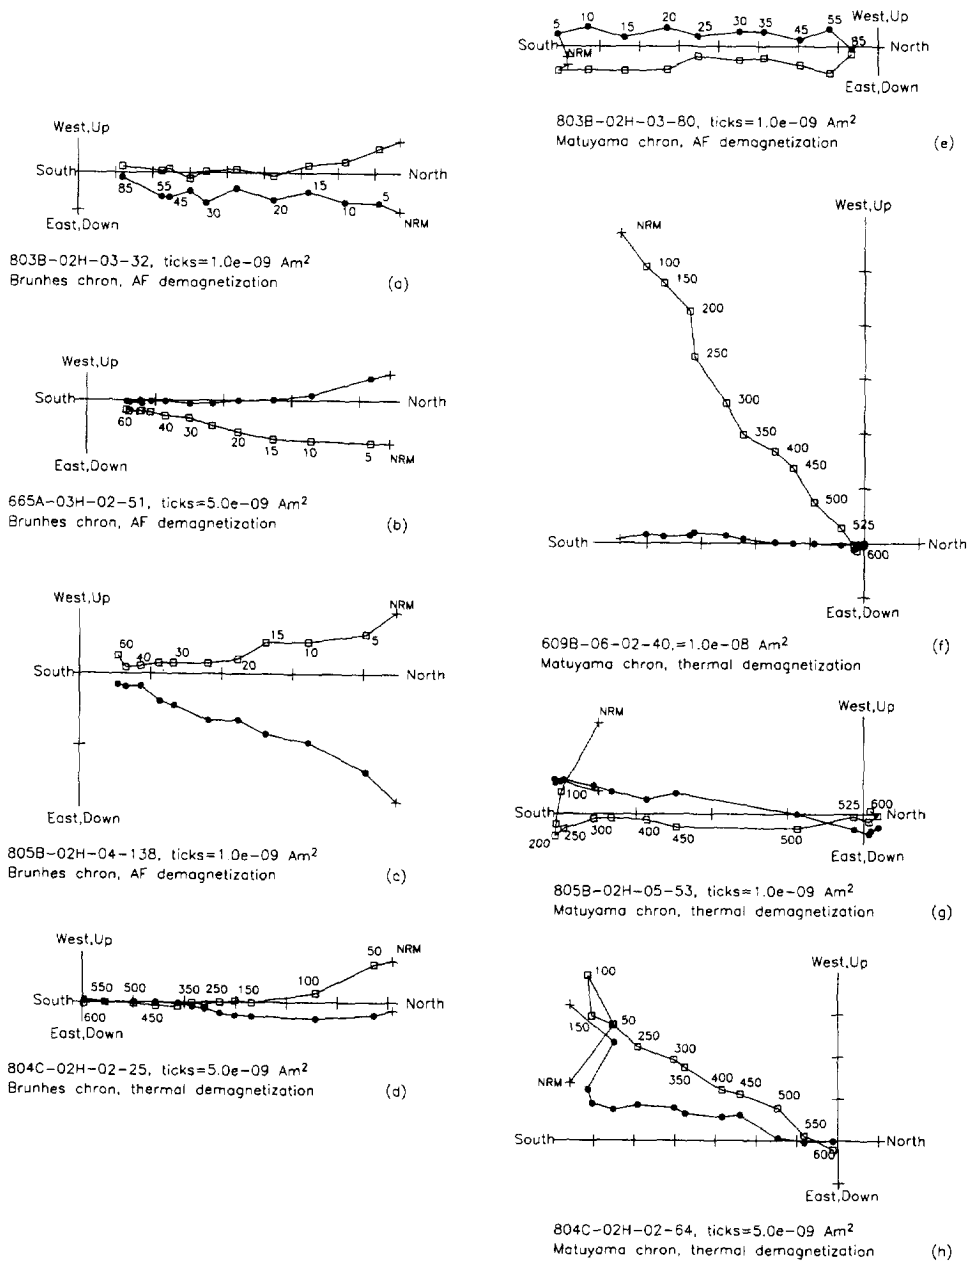 West,Up
South
North
85
55
45
30
20
15
10
5
NRM
East,Down
803B-02H-03-32, ticks=1.0e-09 Am²
Brunhes chron, AF demagnetization (a)
West,Up
South
North
60
40
30
20
15
10
5
NRM
East,Down
665A-03H-02-51, ticks=5.0e-09 Am²
Brunhes chron, AF demagnetization (b)
West,Up
NRM
60
40
30
20
15
10
5
South
North
East,Down
805B-02H-04-138, ticks=1.0e-09 Am²
Brunhes chron, AF demagnetization (c)
West,Up
NRM
50
100
550
500
350
250
150
South
North
600
450
East,Down
804C-02H-02-25, ticks=5.0e-09 Am²
Brunhes chron, thermal demagnetization (d)
5
10
15
20
25
30
35
45
55
West,Up
South
NRM
85
North
East,Down
803B-02H-03-80, ticks=1.0e-09 Am²
Matuyama chron, AF demagnetization (e)
West,Up
NRM
100
150
200
250
300
350
400
450
500
525
South
North
600
East,Down
609B-06-02-40,=1.0e-08 Am²
Matuyama chron, thermal demagnetization (f)
West,Up
NRM
100
525
600
South
North
200
250
300
400
450
500
East,Down
805B-02H-05-53, ticks=1.0e-09 Am²
Matuyama chron, thermal demagnetization (g)
West,Up
100
150
50
250
300
350
NRM
400
450
500
550
South
North
600
East,Down
804C-02H-02-64, ticks=5.0e-09 Am²
Matuyama chron, thermal demagnetization (h)